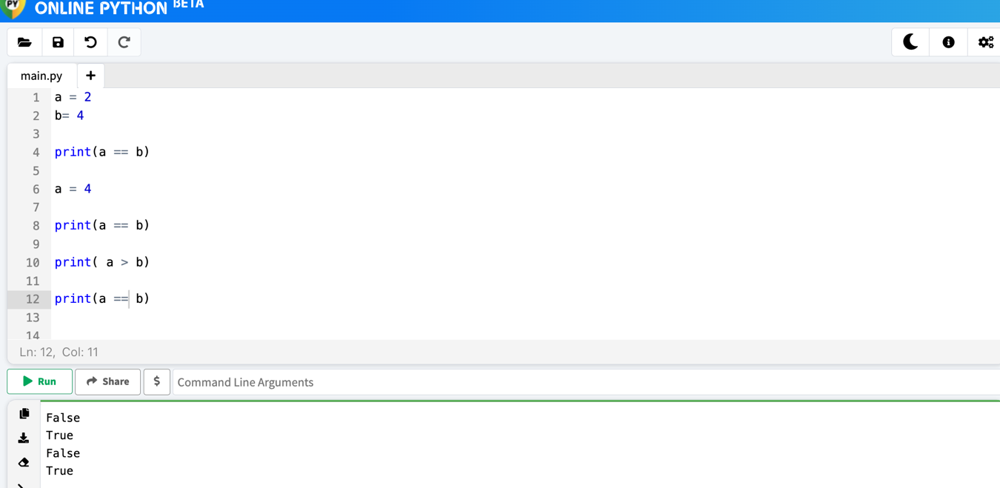 PY ONLINE PYTHON BETA
main.py +
1 a = 2
2 b= 4
3
4 print(a == b)
5
6 a = 4
7
8 print(a == b)
9
10 print( a > b)
11
12 print(a == b)
13
14
Ln: 12, Col: 11
Run Share $ Command Line Arguments
False
True
False
True